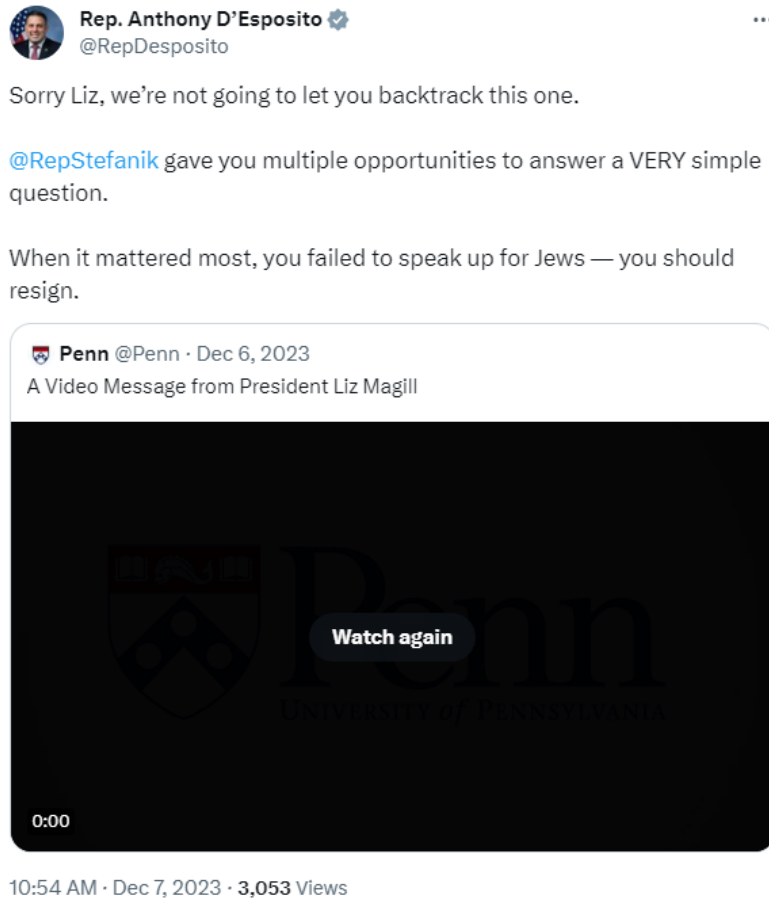 Rep. Anthony D’Esposito
@RepDesposito
Sorry Liz, we’re not going to let you backtrack this one.
@RepStefanik gave you multiple opportunities to answer a VERY simple
question.
When it mattered most, you failed to speak up for Jews — you should
resign.
Penn @Penn · Dec 6, 2023
A Video Message from President Liz Magill
Penn
Watch again
UNIVERSITY of PENNSYLVANIA
0:00
10:54 AM · Dec 7, 2023 · 3,053 Views